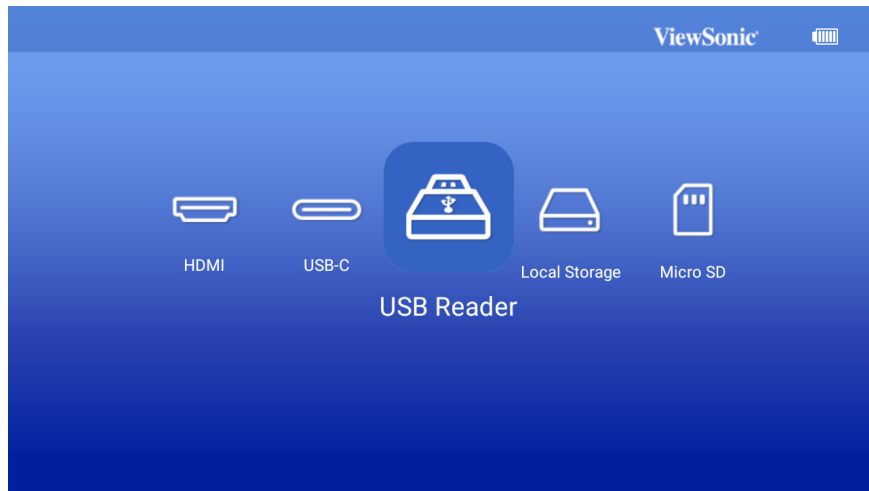 ViewSonic
HDMI
USB-C
USB Reader
Local Storage
Micro SD